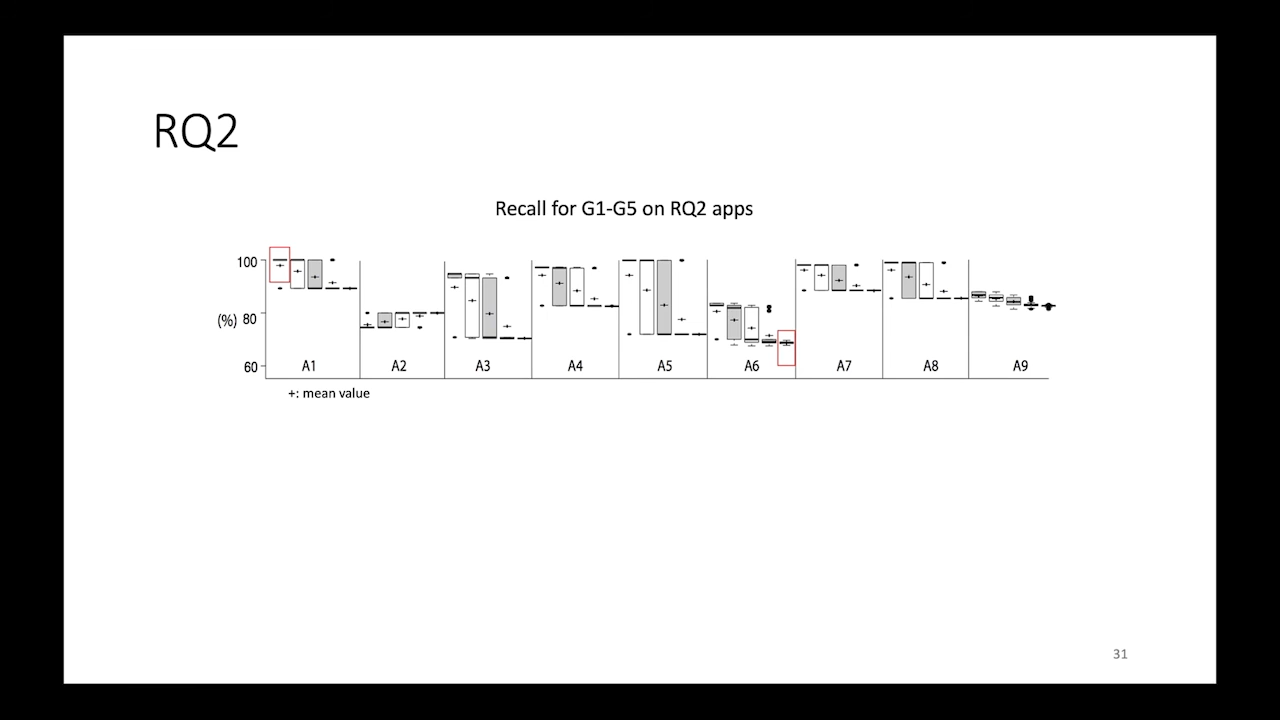 RQ2
Recall for G1-G5 on RQ2 apps
100
(%) 80
60
A1 A2 A3 A4 A5 A6 A7 A8 A9
+: mean value
31